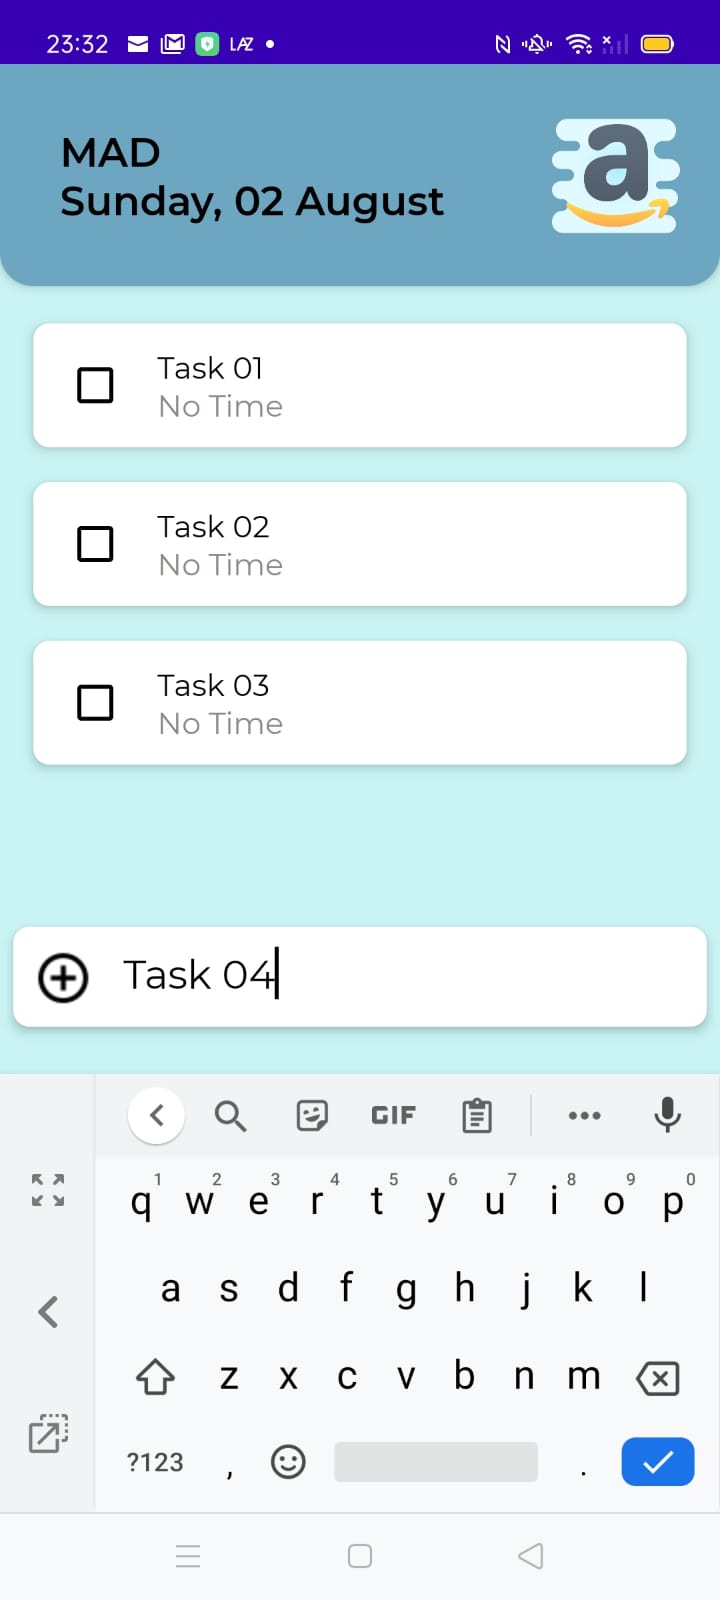 23:32 LAZ
MAD
Sunday, 02 August
a
Task 01
No Time
Task 02
No Time
Task 03
No Time
Task 04
GIF
1 2 3 4 5 6 7 8 9 0
q w e r t y u i o p
a s d f g h j k l
z x c v b n m
?123 , .